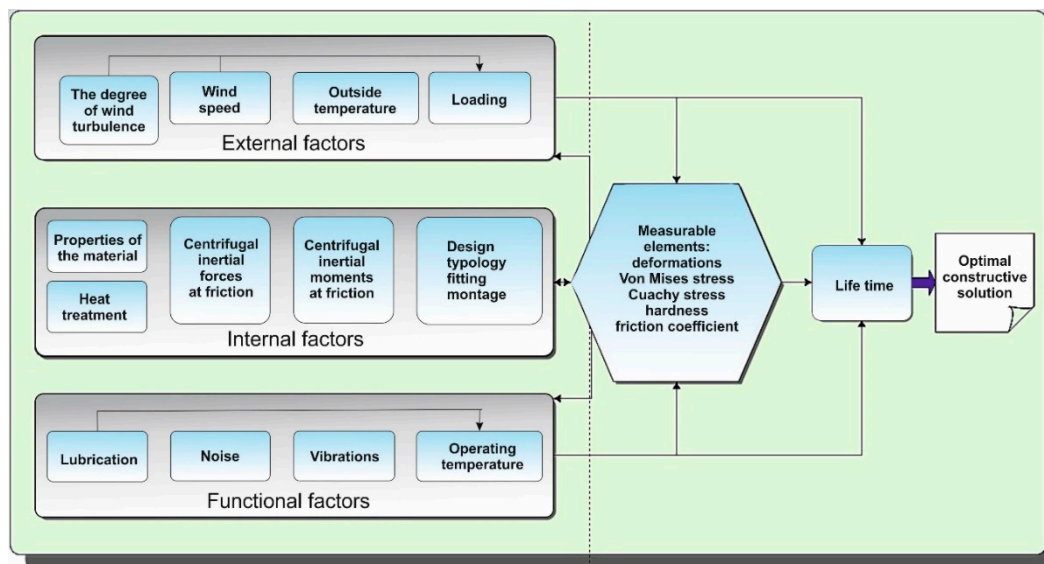 The degree
of wind
turbulence
Wind
speed
Outside
temperature
Loading
External factors
Properties of
the material
Heat
treatment
Centrifugal
inertial
forces
at friction
Centrifugal
inertial
moments
at friction
Design
typology
fitting
montage
Internal factors
Lubrication
Noise
Vibrations
Operating
temperature
Functional factors
Measurable
elements:
deformations
Von Mises stress
Cuachy stress
hardness
friction coefficient
Life time
Optimal
constructive
solution